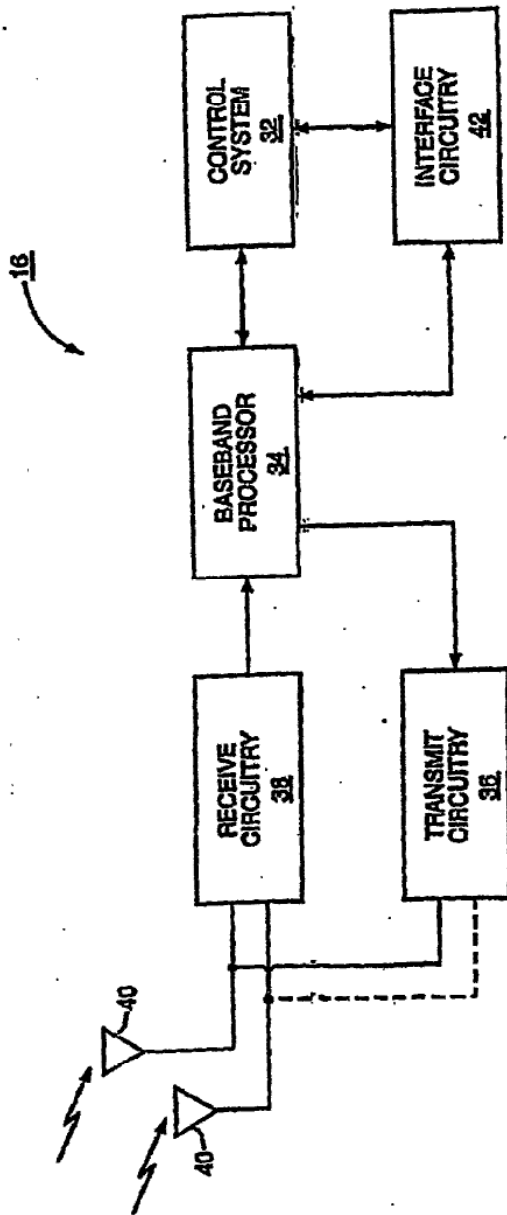 16
CONTROL
SYSTEM
32
BASEBAND
PROCESSOR
34
RECEIVE
CIRCUITRY
38
INTERFACE
CIRCUITRY
42
TRANSMIT
CIRCUITRY
36
40
40